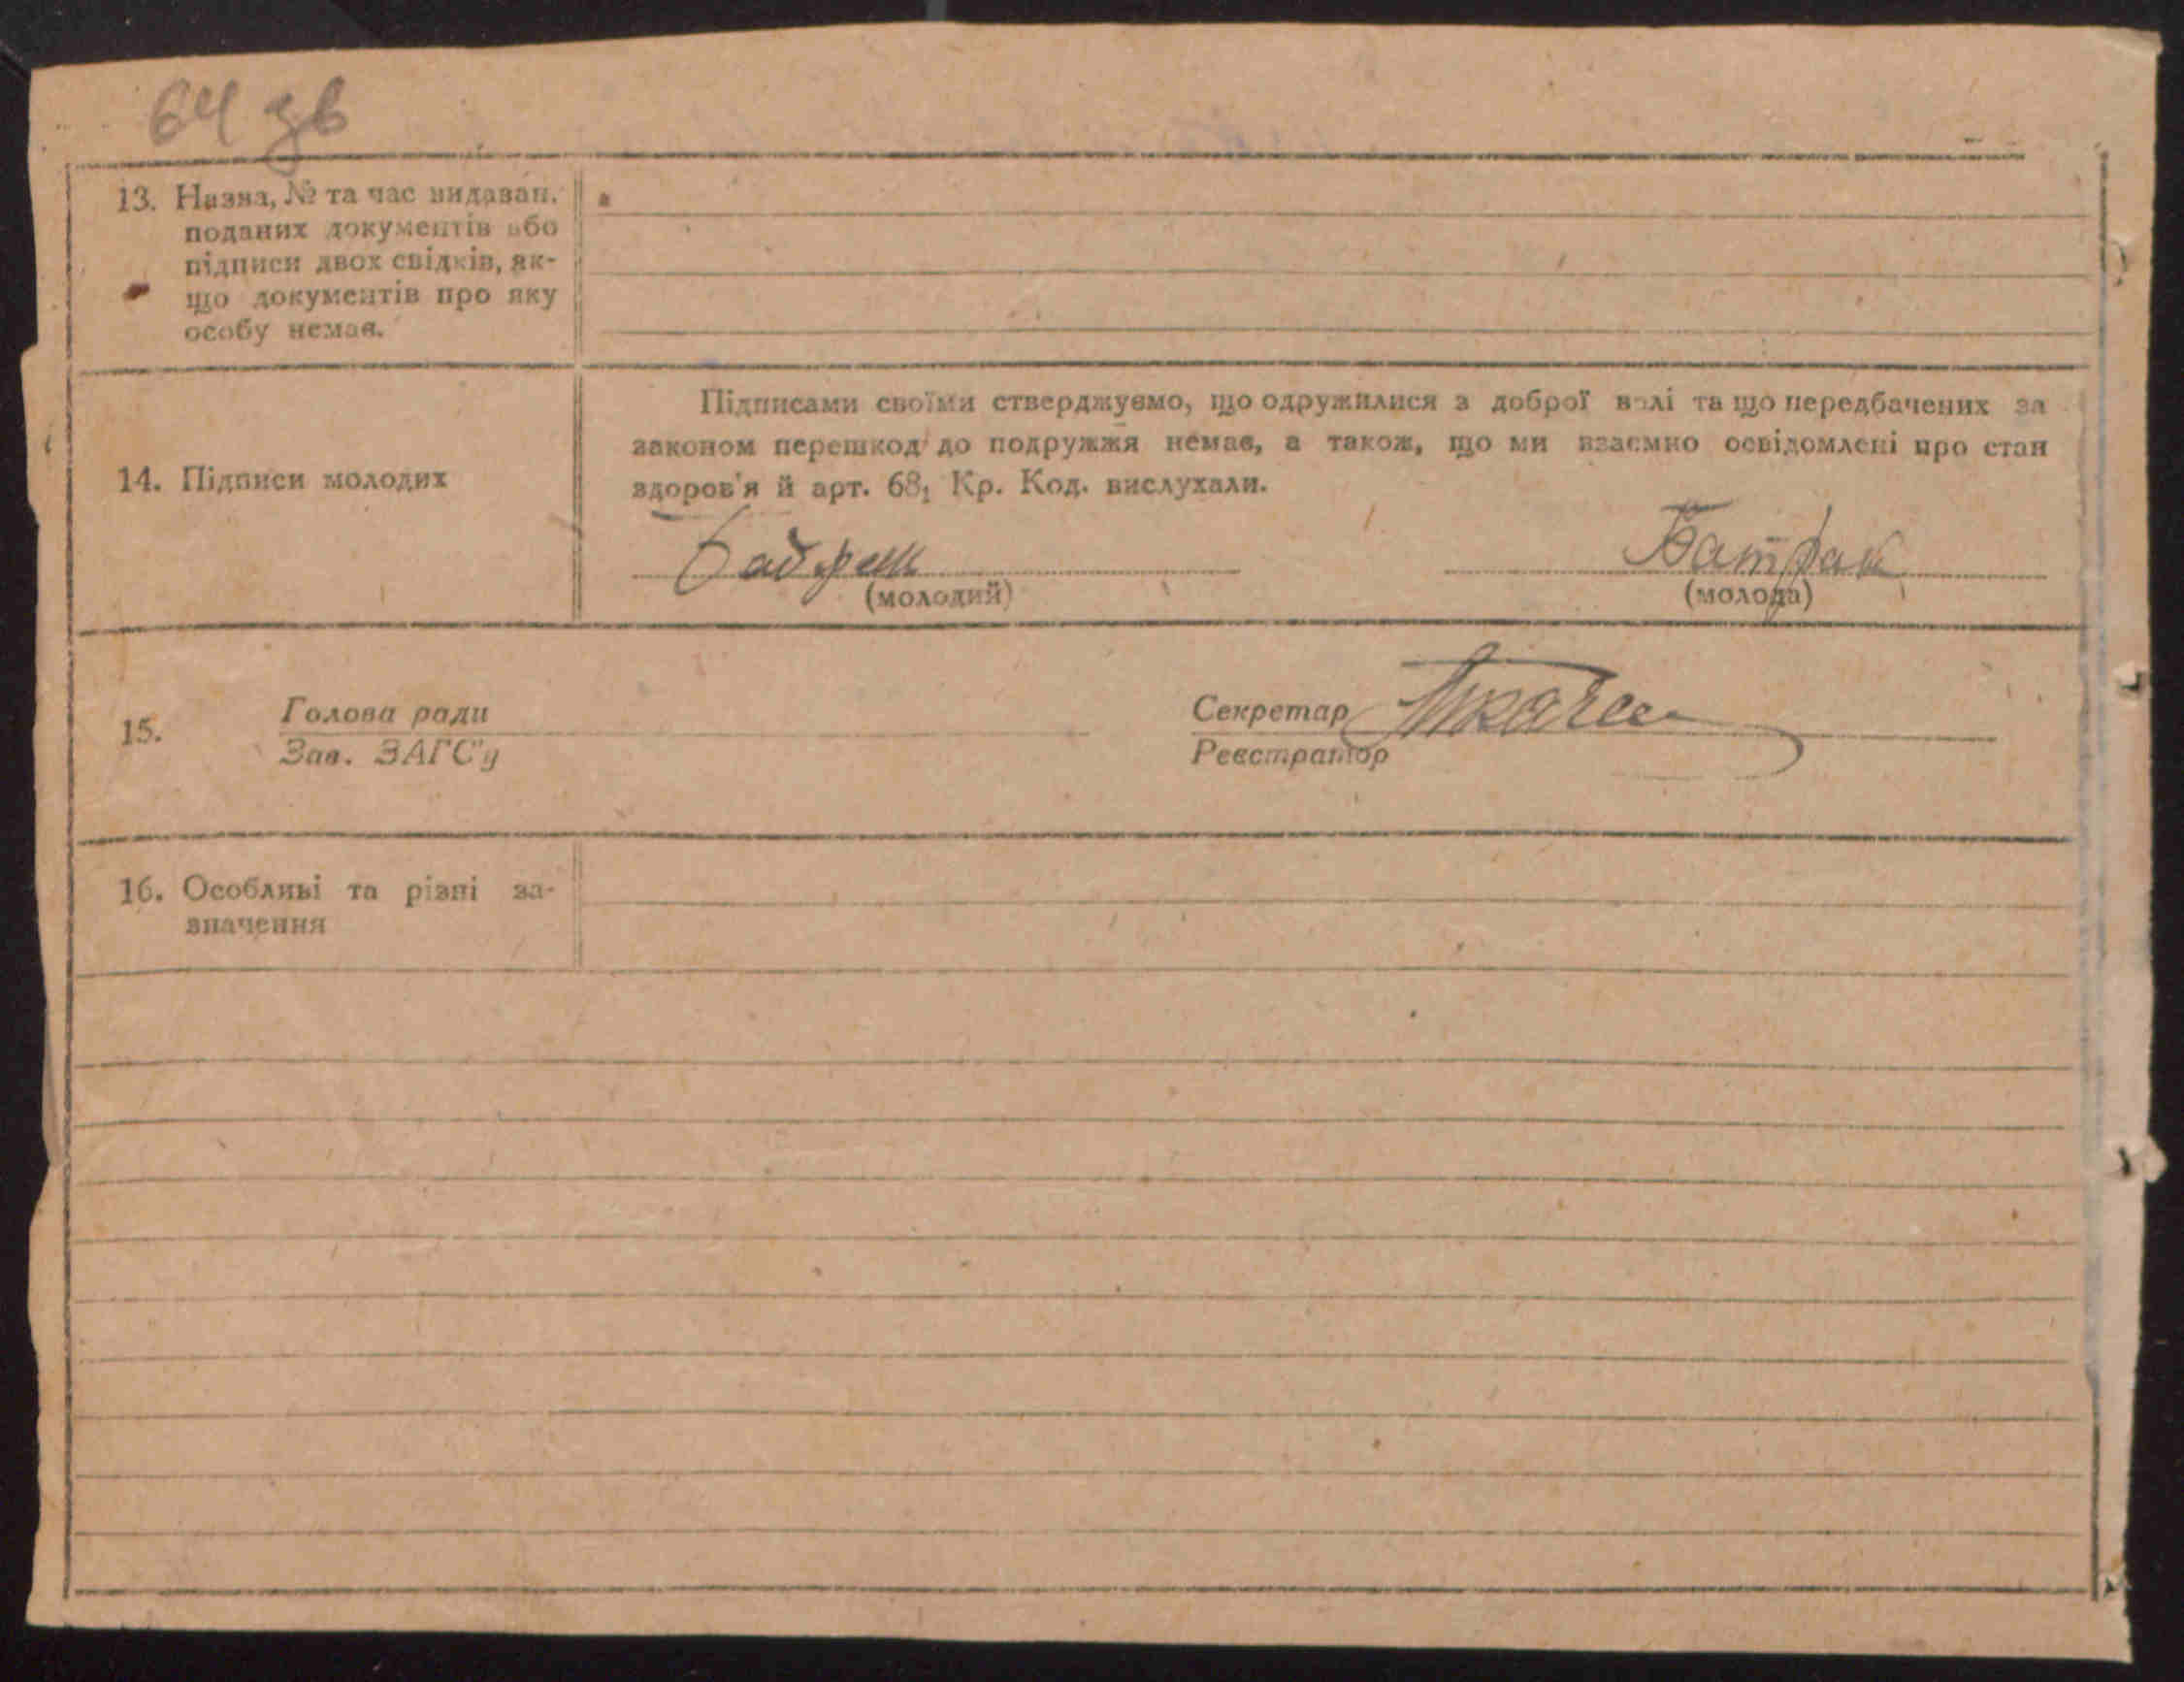 64 зв
13. Назва, № та час видаван.
поданих документів або
підписи двох свідків, як-
що документів про яку
особу немає.
14. Підписи молодих
Підписами своїми стверджуємо, що одружилися з доброї волі та що передбачених за
законом перешкод до подружжя немає, а також, що ми взаємно освідомлені про стан
здоров'я й арт. 68₁ Кр. Код. вислухали.
Батрак
(молодий)
(молода)
15.
Голова ради
Зав. ЗАГС'у
Секретар
Реєстратор
16. Особливі та різні за-
значення